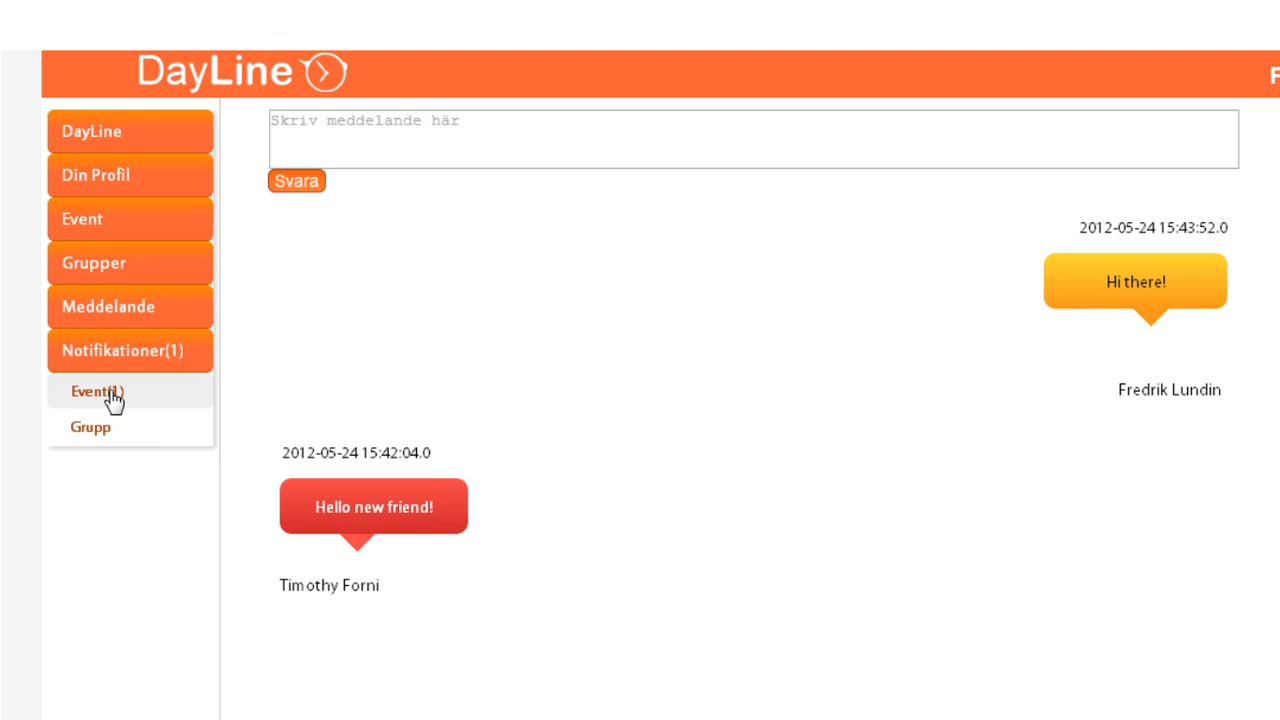 DayLine
F
DayLine
Din Profil
Event
Grupper
Meddelande
Notifikationer(1)
Event(1)
Grupp
Skriv meddelande här
Svara
2012-05-24 15:43:52.0
Hi there!
Fredrik Lundin
2012-05-24 15:42:04.0
Hello new friend!
Timothy Forni